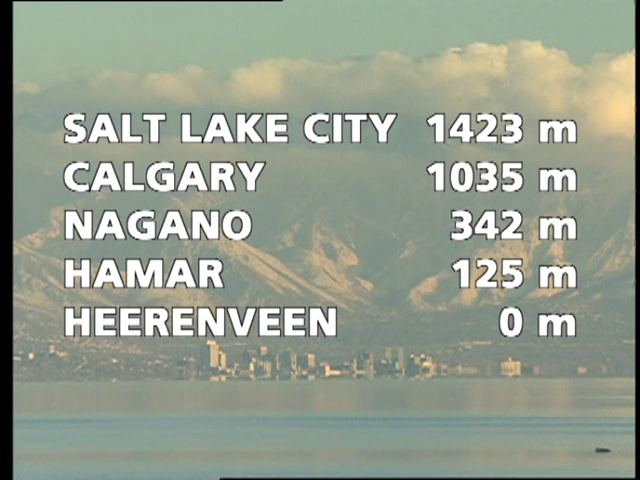 SALT LAKE CITY 1423 m
CALGARY 1035 m
NAGANO 342 m
HAMAR 125 m
HEERENVEEN 0 m